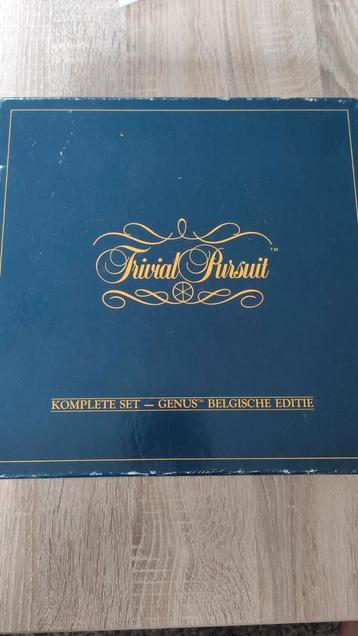 Trivial Pursuit™
KOMPLETE SET — GENUS™ BELGISCHE EDITIE